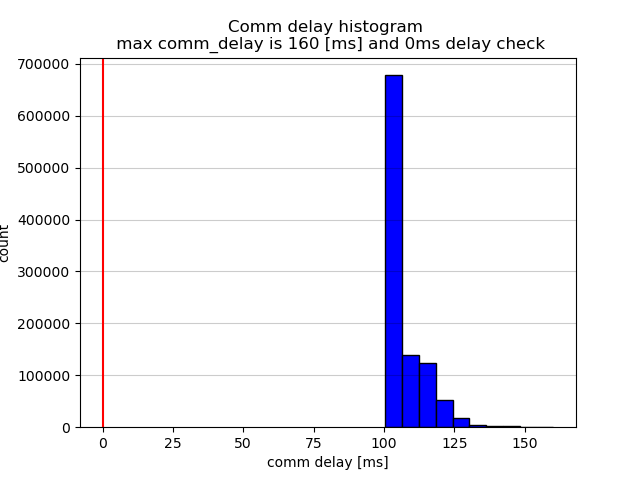 Comm delay histogram
max comm_delay is 160 [ms] and 0ms delay check
700000
600000
500000
400000
300000
200000
100000
0
count
0 25 50 75 100 125 150
comm delay [ms]